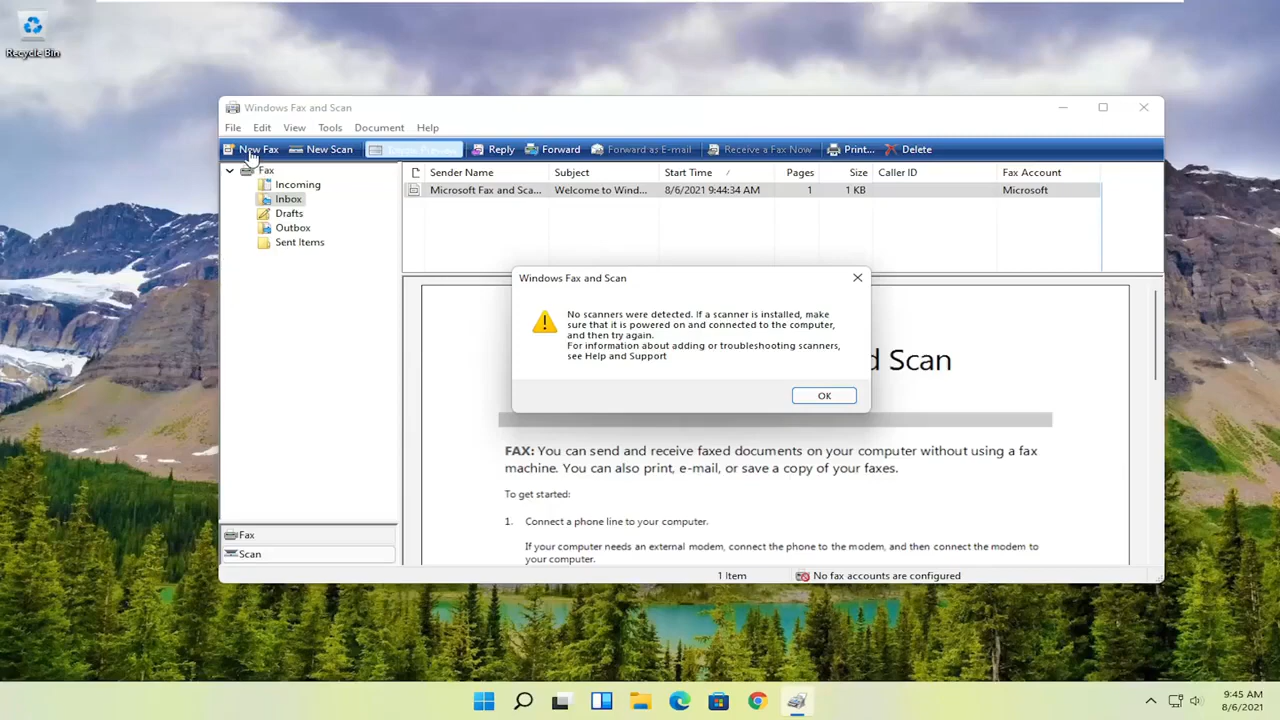 Recycle Bin
Windows Fax and Scan
File Edit View Tools Document Help
New Fax New Scan Reply Forward Forward as E-mail Receive a Fax Now Print... Delete
Fax
Incoming
Inbox
Drafts
Outbox
Sent Items
Sender Name Subject Start Time Pages Size Caller ID Fax Account
Microsoft Fax and Sca... Welcome to Wind... 8/6/2021 9:44:34 AM 1 1 KB Microsoft
Windows Fax and Scan
No scanners were detected. If a scanner is installed, make
sure that it is powered on and connected to the computer,
and then try again.
For information about adding or troubleshooting scanners,
see Help and Support
OK
d Scan
FAX: You can send and receive faxed documents on your computer without using a fax
machine. You can also print, e-mail, or save a copy of your faxes.
To get started:
1. Connect a phone line to your computer.
If your computer needs an external modem, connect the phone to the modem, and then connect the modem to
your computer.
Fax
Scan
1 Item
No fax accounts are configured
9:45 AM
8/6/2021